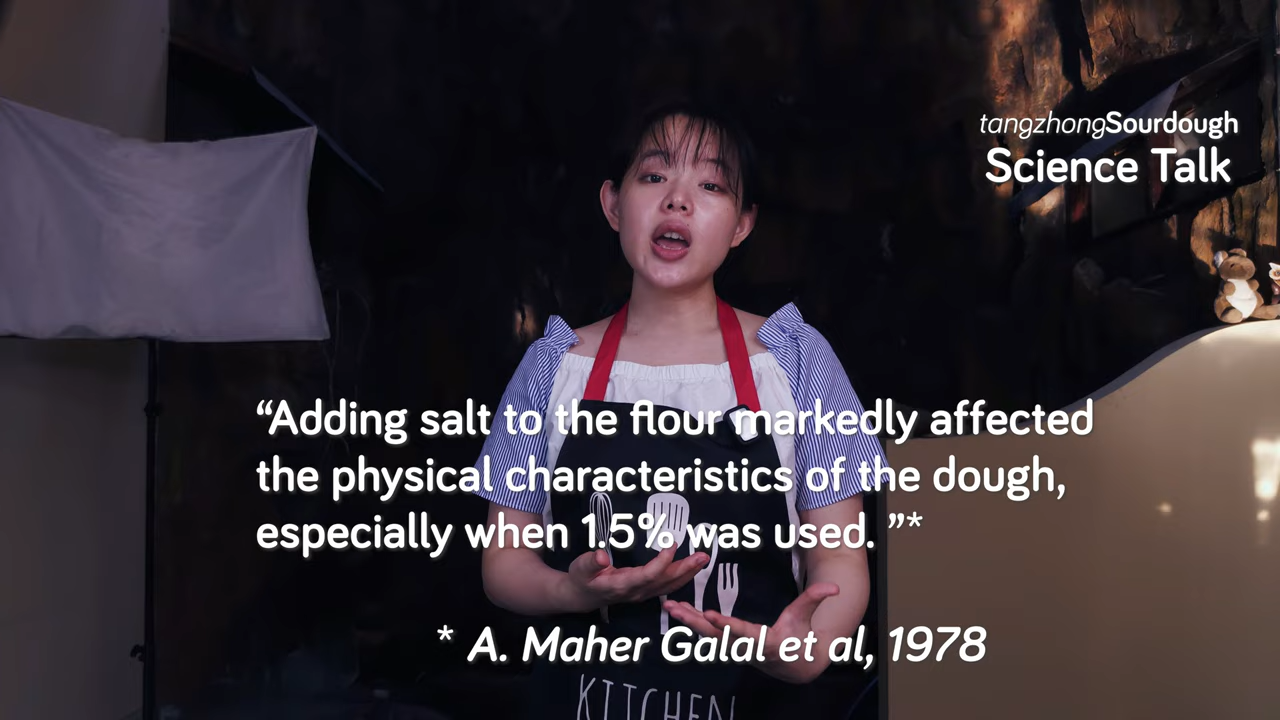 tangzhongSourdough
Science Talk
“Adding salt to the flour markedly affected
the physical characteristics of the dough,
especially when 1.5% was used. ”*
* A. Maher Galal et al, 1978
KITCHEN